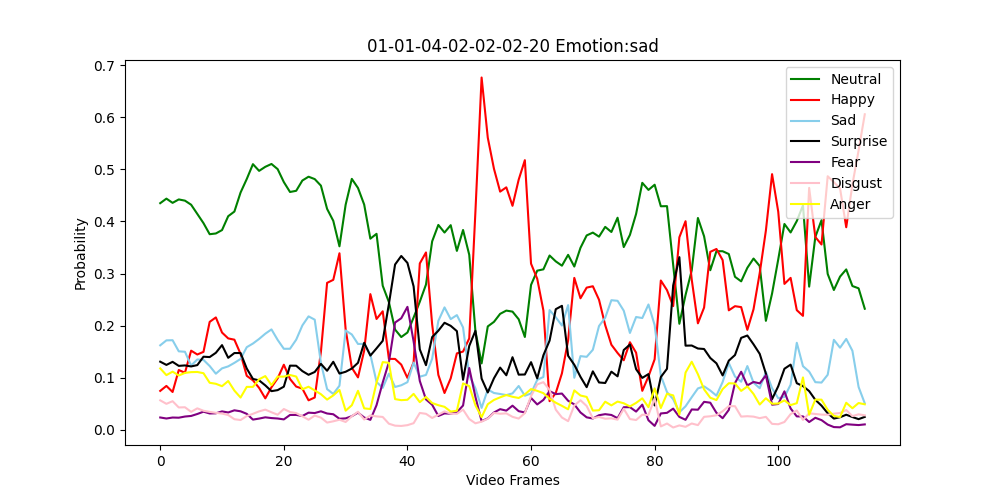 01-01-04-02-02-02-20 Emotion:sad
0.7
0.6
0.5
0.4
0.3
0.2
0.1
0.0
Probability
0 20 40 60 80 100
Video Frames
Neutral
Happy
Sad
Surprise
Fear
Disgust
Anger